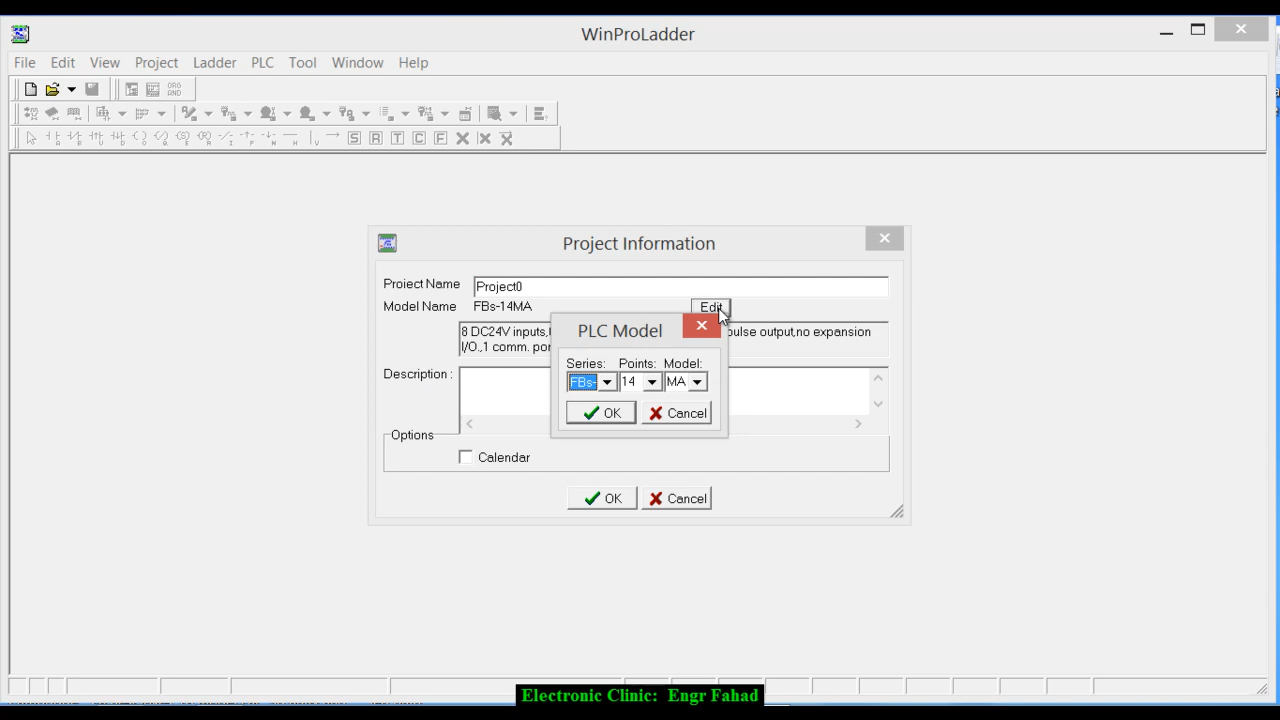 WinProLadder
File Edit View Project Ladder PLC Tool Window Help
ORG
AND
A B U D O Q S R I P N H V
S R T C F
Project Information
Project Name Project0
Model Name FBs-14MA Edit
8 DC24V inputs, pulse output,no expansion
I/O.,1 comm. por
PLC Model
Series: Points: Model:
FBs- 14 MA
OK Cancel
Description :
Options
Calendar
OK Cancel
Electronic Clinic: Engr Fahad